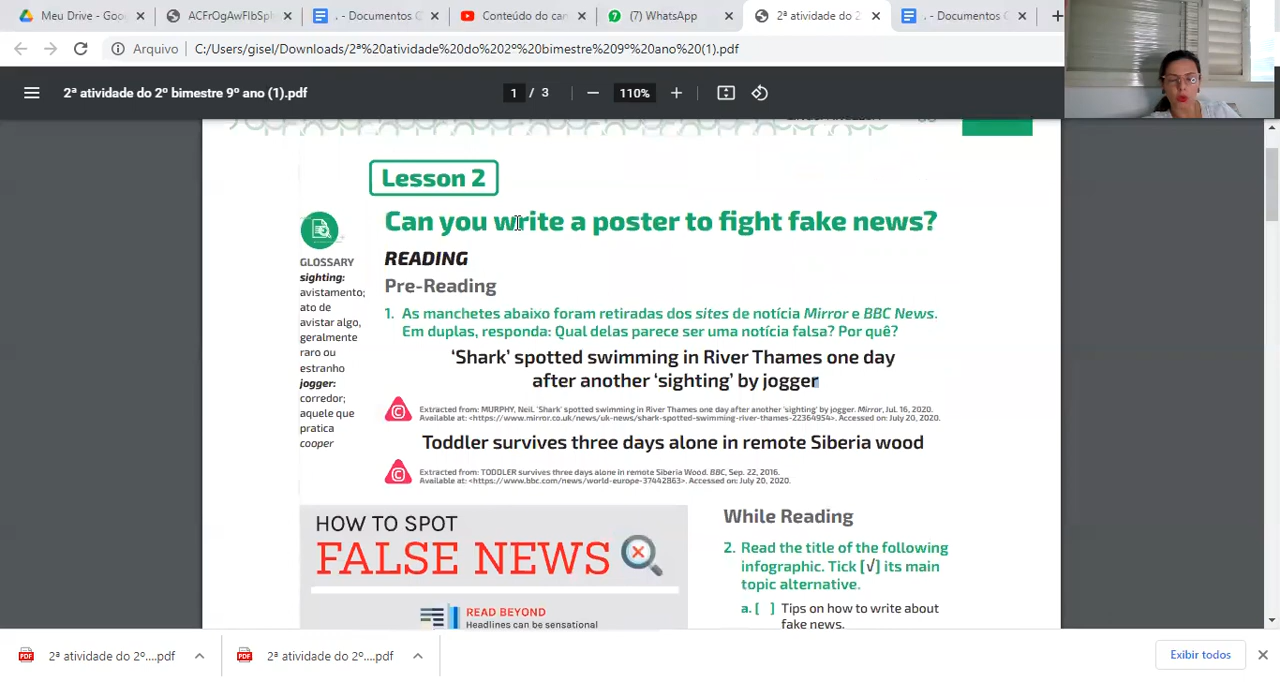 Meu Drive - Goo
ACFrOgAwFIbSpl
. - Documentos G
Conteúdo do can
(7) WhatsApp
2ª atividade do 2
. - Documentos G
Arquivo
C:/Users/gisel/Downloads/2ª%20atividade%20do%202º%20bimestre%209º%20ano%20(1).pdf
2ª atividade do 2º bimestre 9º ano (1).pdf
1 / 3
110%
Lesson 2
Can you write a poster to fight fake news?
READING
Pre-Reading
GLOSSARY
sighting:
avistamento;
ato de
avistar algo,
geralmente
raro ou
estranho
jogger:
corredor;
aquele que
pratica
cooper
1. As manchetes abaixo foram retiradas dos sites de notícia Mirror e BBC News.
Em duplas, responda: Qual delas parece ser uma notícia falsa? Por quê?
‘Shark’ spotted swimming in River Thames one day
after another ‘sighting’ by jogger
Extracted from: MURPHY, Neil. 'Shark' spotted swimming in River Thames one day after another 'sighting' by jogger. Mirror, Jul. 16, 2020.
Available at: <https://www.mirror.co.uk/news/uk-news/shark-spotted-swimming-river-thames-22364954>. Accessed on: July 20, 2020.
Toddler survives three days alone in remote Siberia wood
Extracted from: TODDLER survives three days alone in remote Siberia Wood. BBC, Sep. 22, 2016.
Available at: <https://www.bbc.com/news/world-europe-37442863>. Accessed on: July 20, 2020.
HOW TO SPOT
FALSE NEWS
READ BEYOND
Headlines can be sensational
While Reading
2. Read the title of the following
infographic. Tick [√] its main
topic alternative.
a. [ ] Tips on how to write about
fake news.
2ª atividade do 2º....pdf
2ª atividade do 2º....pdf
Exibir todos